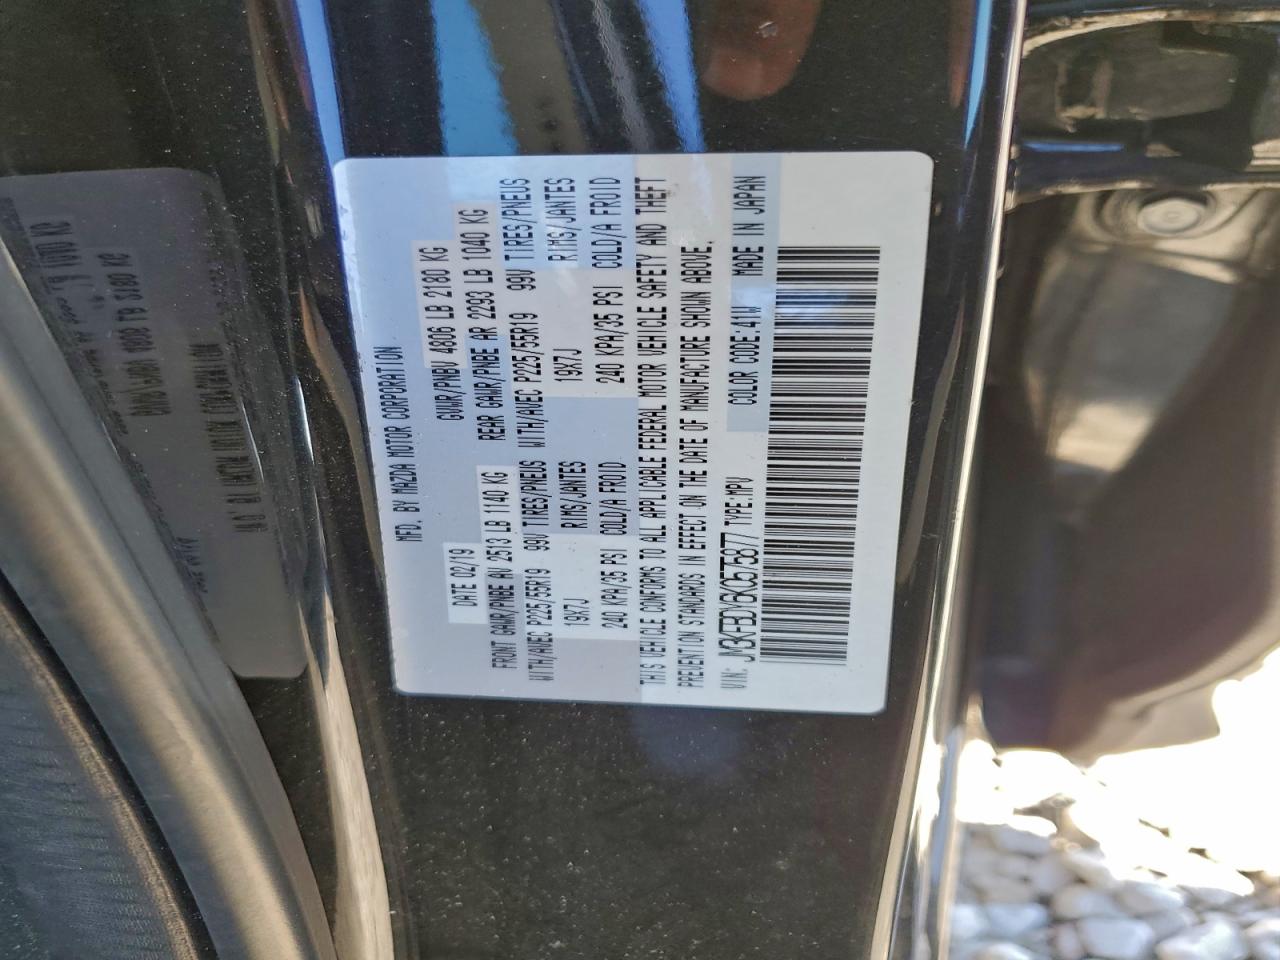 MFD. BY MAZDA MOTOR CORPORATION
DATE 02/19 GVWR/PNBV 4806 LB 2180 KG
FRONT GAWR/PNBE AV 2513 LB 1140 KG REAR GAWR/PNBE AR 2293 LB 1040 KG
WITH/AVEC P225/55R19 99V TIRES/PNEUS WITH/AVEC P225/55R19 99V TIRES/PNEUS
19X7J RIMS/JANTES 19X7J RIMS/JANTES
240 KPA/35 PSI COLD/A FROID 240 KPA/35 PSI COLD/A FROID
THIS VEHICLE CONFORMS TO ALL APPLICABLE FEDERAL MOTOR VEHICLE SAFETY AND THEFT
PREVENTION STANDARDS IN EFFECT ON THE DATE OF MANUFACTURE SHOWN ABOVE.
VIN: JM3KFBDY6K0575877 TYPE:MPV COLOR CODE:41W MADE IN JAPAN